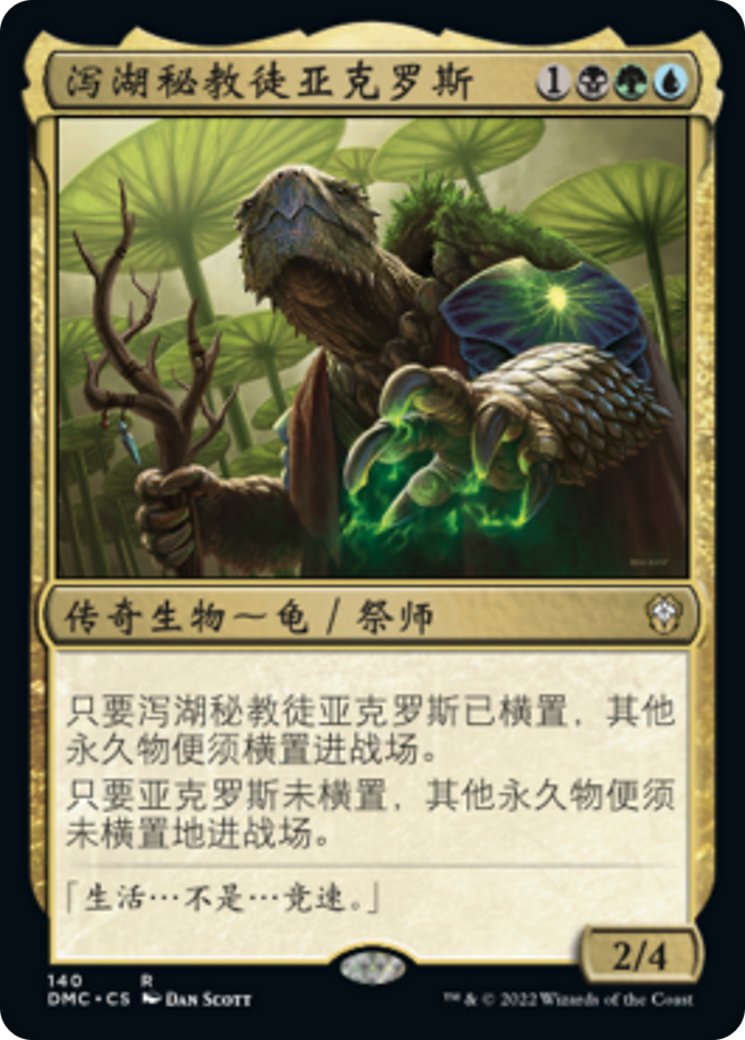 泻湖秘教徒亚克罗斯 1
传奇生物～龟／祭师
只要泻湖秘教徒亚克罗斯已横置，其他
永久物便须横置进战场。
只要亚克罗斯未横置，其他永久物便须
未横置地进战场。
「生活…不是…竞速。」
2/4
140 R
DMC • CS Dan Scott
™ & © 2022 Wizards of the Coast